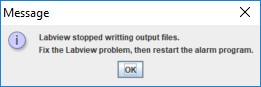 Message
Labview stopped writting output files.
Fix the Labview problem, then restart the alarm program.
OK